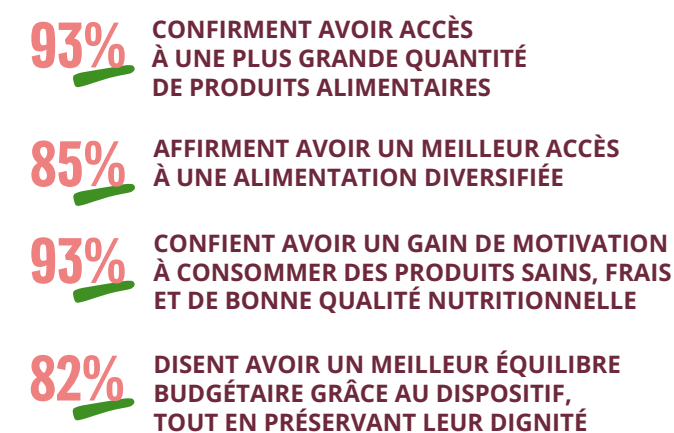 93% CONFIRMENT AVOIR ACCÈS
À UNE PLUS GRANDE QUANTITÉ
DE PRODUITS ALIMENTAIRES
85% AFFIRMENT AVOIR UN MEILLEUR ACCÈS
À UNE ALIMENTATION DIVERSIFIÉE
93% CONFIENT AVOIR UN GAIN DE MOTIVATION
À CONSOMMER DES PRODUITS SAINS, FRAIS
ET DE BONNE QUALITÉ NUTRITIONNELLE
82% DISENT AVOIR UN MEILLEUR ÉQUILIBRE
BUDGÉTAIRE GRÂCE AU DISPOSITIF,
TOUT EN PRÉSERVANT LEUR DIGNITÉ